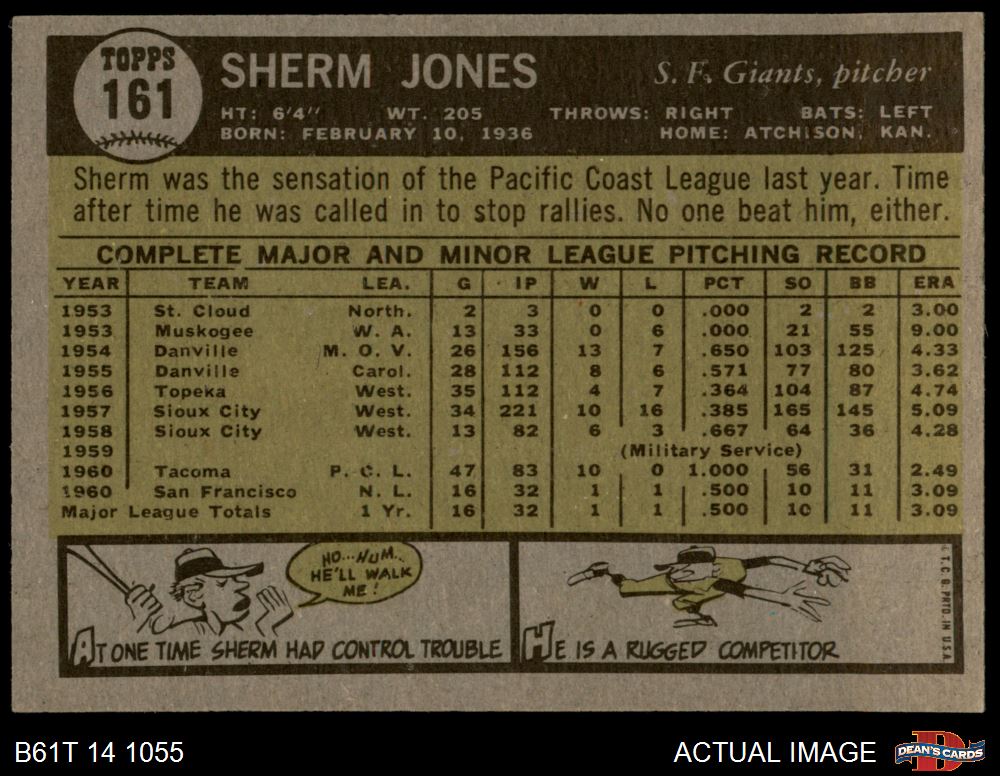 TOPPS
161
SHERM JONES
S. F. Giants, pitcher
HT: 6'4" WT. 205 THROWS: RIGHT BATS: LEFT
BORN: FEBRUARY 10, 1936 HOME: ATCHISON, KAN.
Sherm was the sensation of the Pacific Coast League last year. Time
after time he was called in to stop rallies. No one beat him, either.
COMPLETE MAJOR AND MINOR LEAGUE PITCHING RECORD
YEAR TEAM LEA. G IP W L PCT SO BB ERA
1953 St. Cloud North. 2 3 0 0 .000 2 2 3.00
1953 Muskogee W. A. 13 33 0 6 .000 21 55 9.00
1954 Danville M. O. V. 26 156 13 7 .650 103 125 4.33
1955 Danville Carol. 28 112 8 6 .571 77 80 3.62
1956 Topeka West. 35 112 4 7 .364 104 87 4.74
1957 Sioux City West. 34 221 10 16 .385 165 145 5.09
1958 Sioux City West. 13 82 6 3 .667 64 36 4.28
1959 (Military Service)
1960 Tacoma P. C. L. 47 83 10 0 1.000 56 31 2.49
1960 San Francisco N. L. 16 32 1 1 .500 10 11 3.09
Major League Totals 1 Yr. 16 32 1 1 .500 10 11 3.09
HO...HUM...
HE'LL WALK
ME!
AT ONE TIME SHERM HAD CONTROL TROUBLE
HE IS A RUGGED COMPETITOR
T. C. G. PRTD. IN U.S.A.
B61T 14 1055
ACTUAL IMAGE
D
DEAN'S CARDS